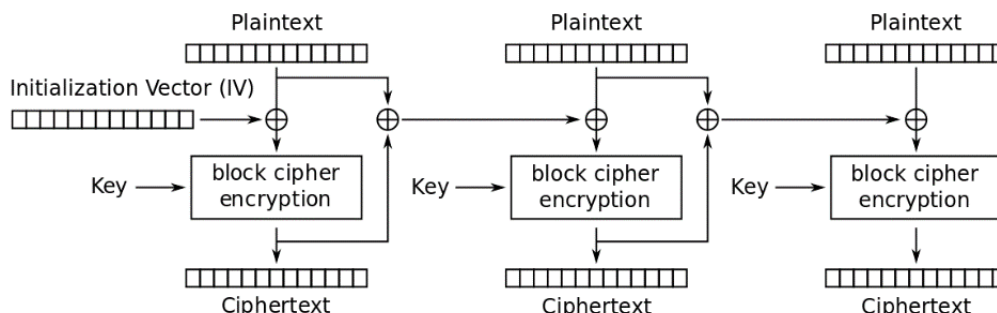 Plaintext
Plaintext
Plaintext
Initialization Vector (IV)
Key
block cipher
encryption
Key
block cipher
encryption
Key
block cipher
encryption
Ciphertext
Ciphertext
Ciphertext